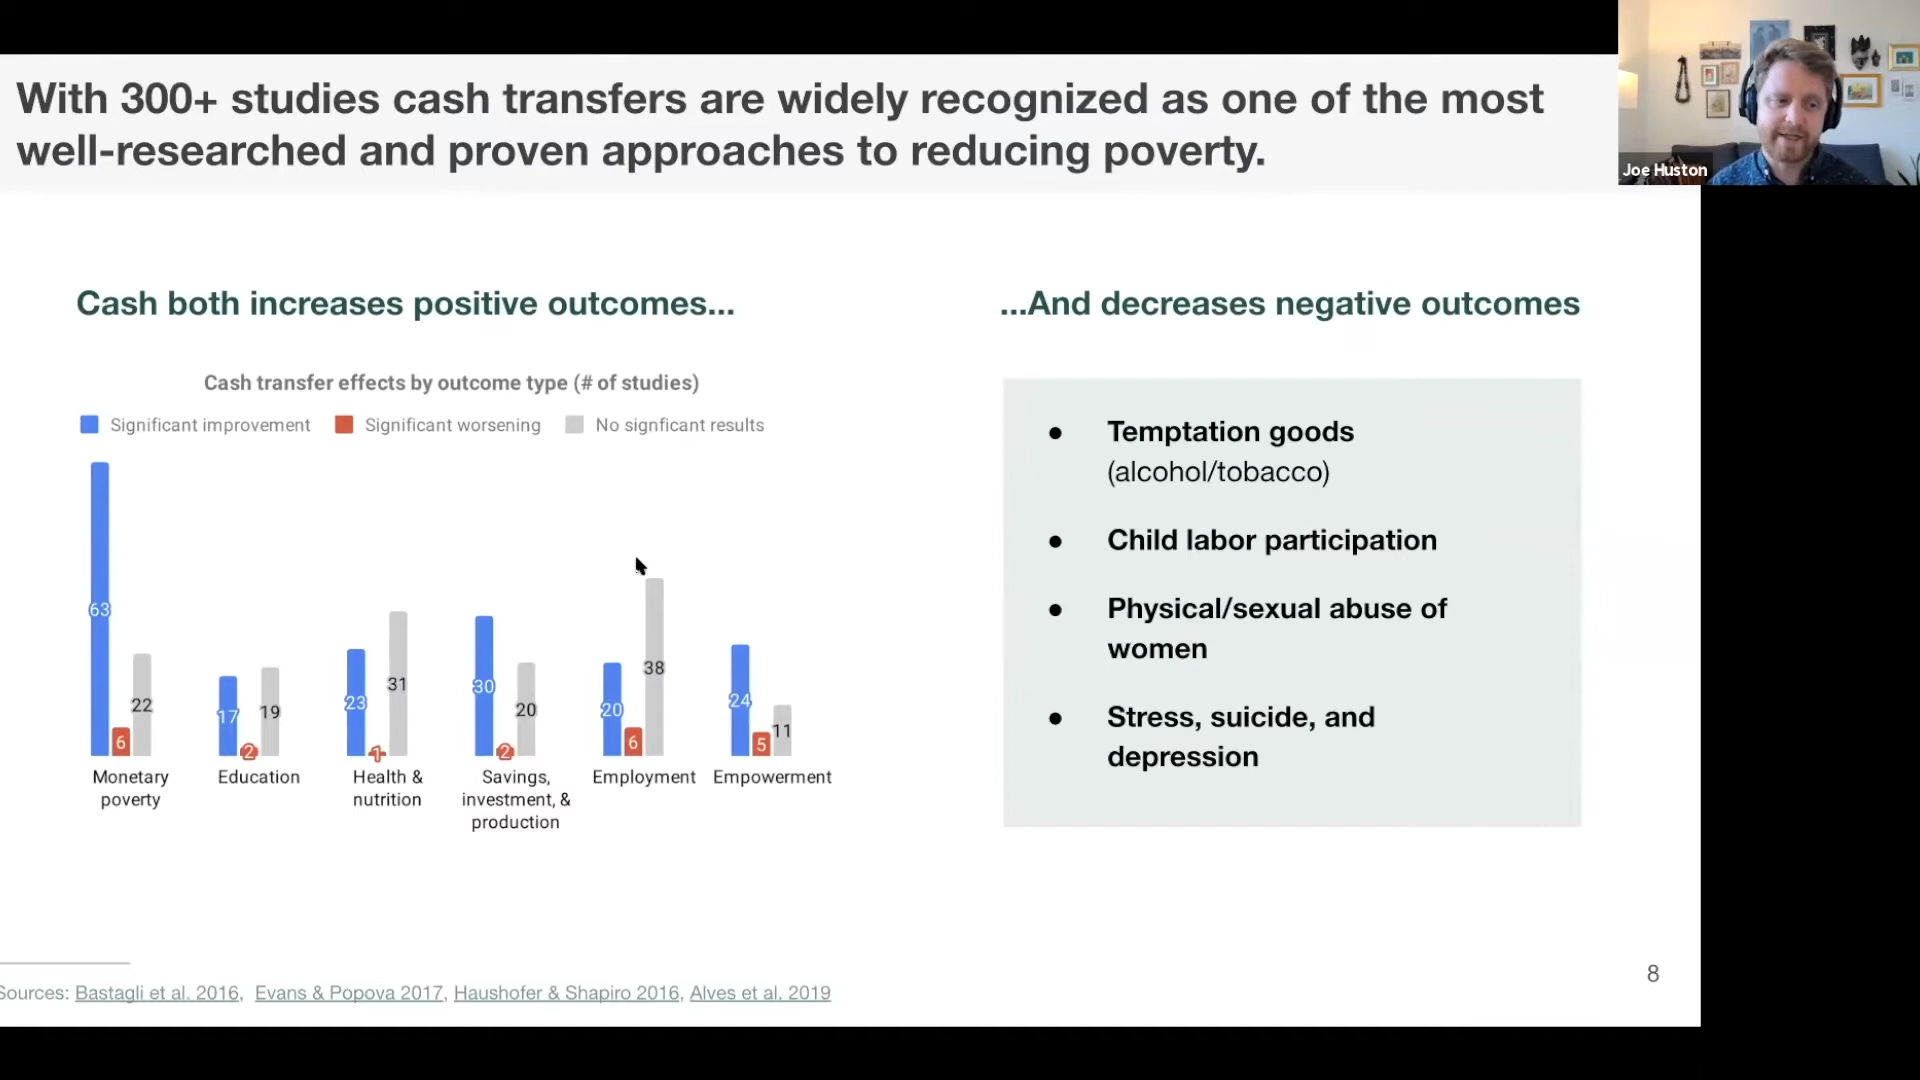 With 300+ studies cash transfers are widely recognized as one of the most
well-researched and proven approaches to reducing poverty.
Joe Huston
Cash both increases positive outcomes...
Cash transfer effects by outcome type (# of studies)
Significant improvement
Significant worsening
No signficant results
63
6
22
17
2
19
23
1
31
30
2
20
20
6
38
24
5
11
Monetary
poverty
Education
Health &
nutrition
Savings,
investment, &
production
Employment
Empowerment
...And decreases negative outcomes
● Temptation goods
(alcohol/tobacco)
● Child labor participation
● Physical/sexual abuse of
women
● Stress, suicide, and
depression
Sources: Bastagli et al. 2016, Evans & Popova 2017, Haushofer & Shapiro 2016, Alves et al. 2019
8